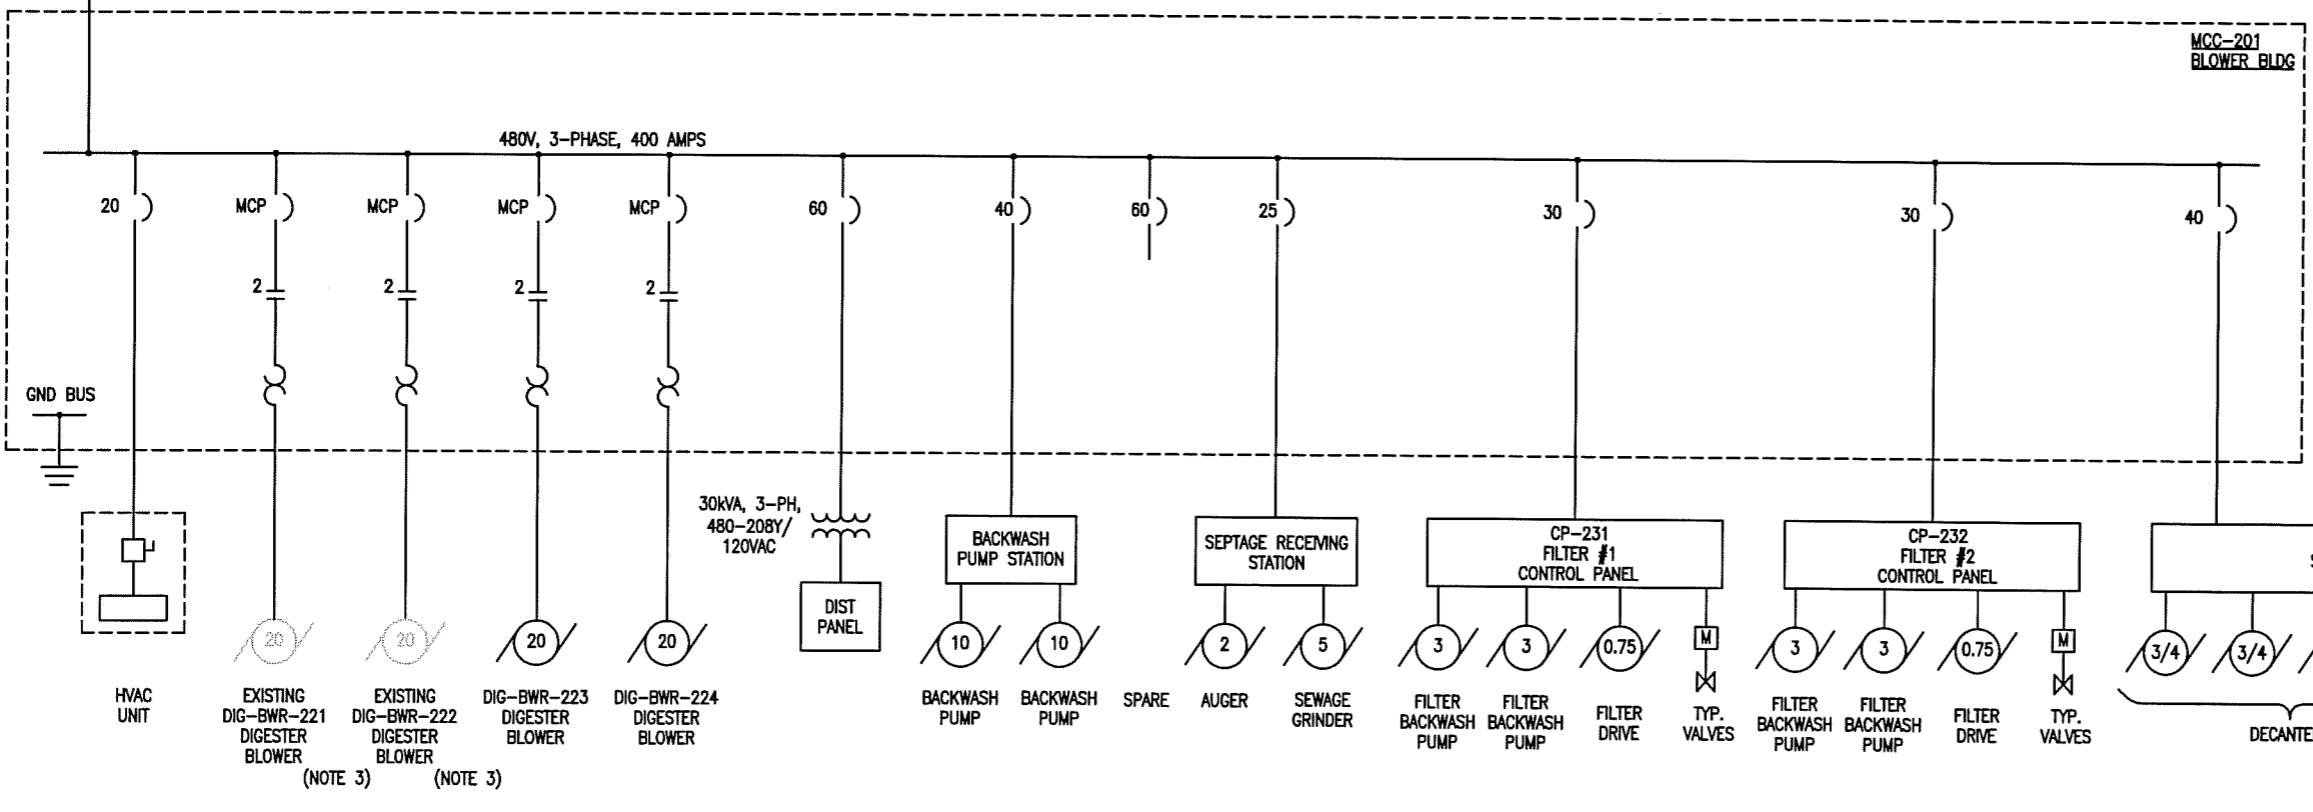 MCC-201
BLOWER BLDG
480V, 3-PHASE, 400 AMPS
20
MCP
MCP
MCP
MCP
60
40
60
25
30
30
40
2
2
2
2
GND BUS
30kVA, 3-PH,
480-208Y/
120VAC
DIST
PANEL
BACKWASH
PUMP STATION
SEPTAGE RECEIVING
STATION
CP-231
FILTER #1
CONTROL PANEL
CP-232
FILTER #2
CONTROL PANEL
20
20
20
20
10
10
2
5
3
3
0.75
M
3
3
0.75
M
3/4
3/4
HVAC
UNIT
EXISTING
DIG-BWR-221
DIGESTER
BLOWER
(NOTE 3)
EXISTING
DIG-BWR-222
DIGESTER
BLOWER
(NOTE 3)
DIG-BWR-223
DIGESTER
BLOWER
DIG-BWR-224
DIGESTER
BLOWER
BACKWASH
PUMP
BACKWASH
PUMP
SPARE
AUGER
SEWAGE
GRINDER
FILTER
BACKWASH
PUMP
FILTER
BACKWASH
PUMP
FILTER
DRIVE
TYP.
VALVES
FILTER
BACKWASH
PUMP
FILTER
BACKWASH
PUMP
FILTER
DRIVE
TYP.
VALVES